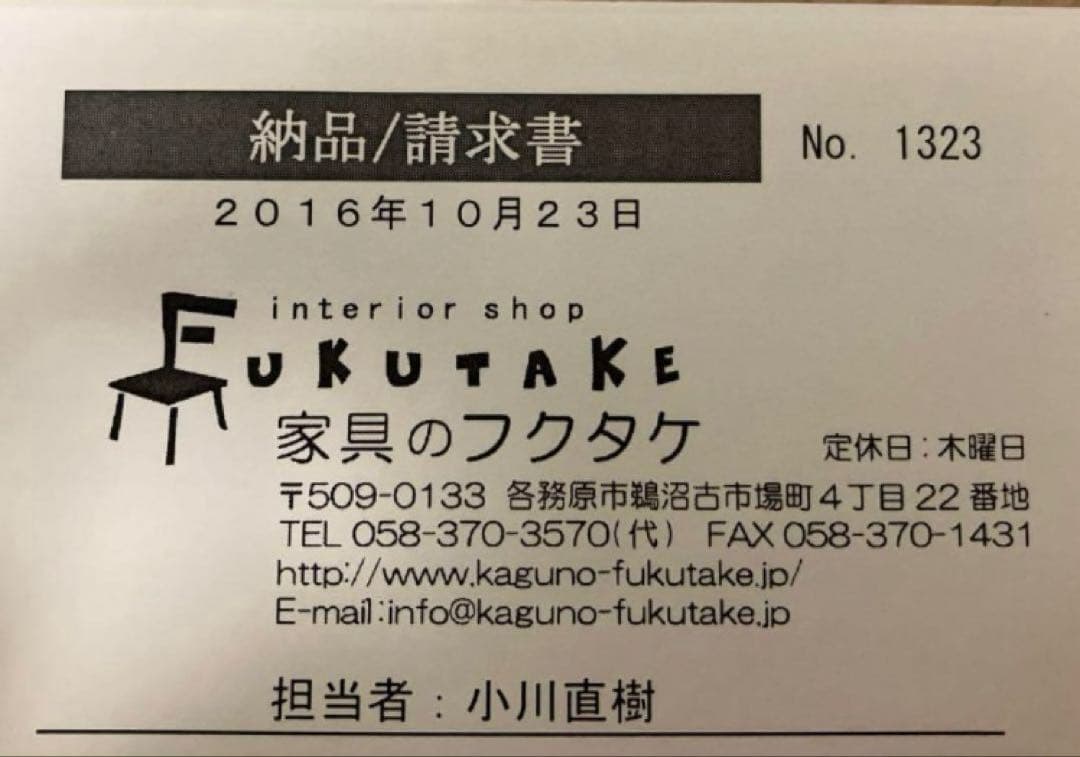 納品/請求書
No. 1323
2016年10月23日
interior shop
FUKUTAKE
家具のフクタケ
定休日:木曜日
〒509-0133 各務原市鵜沼古市場町4丁目22番地
TEL 058-370-3570(代) FAX 058-370-1431
http://www.kaguno-fukutake.jp/
E-mail:info@kaguno-fukutake.jp
担当者:小川直樹